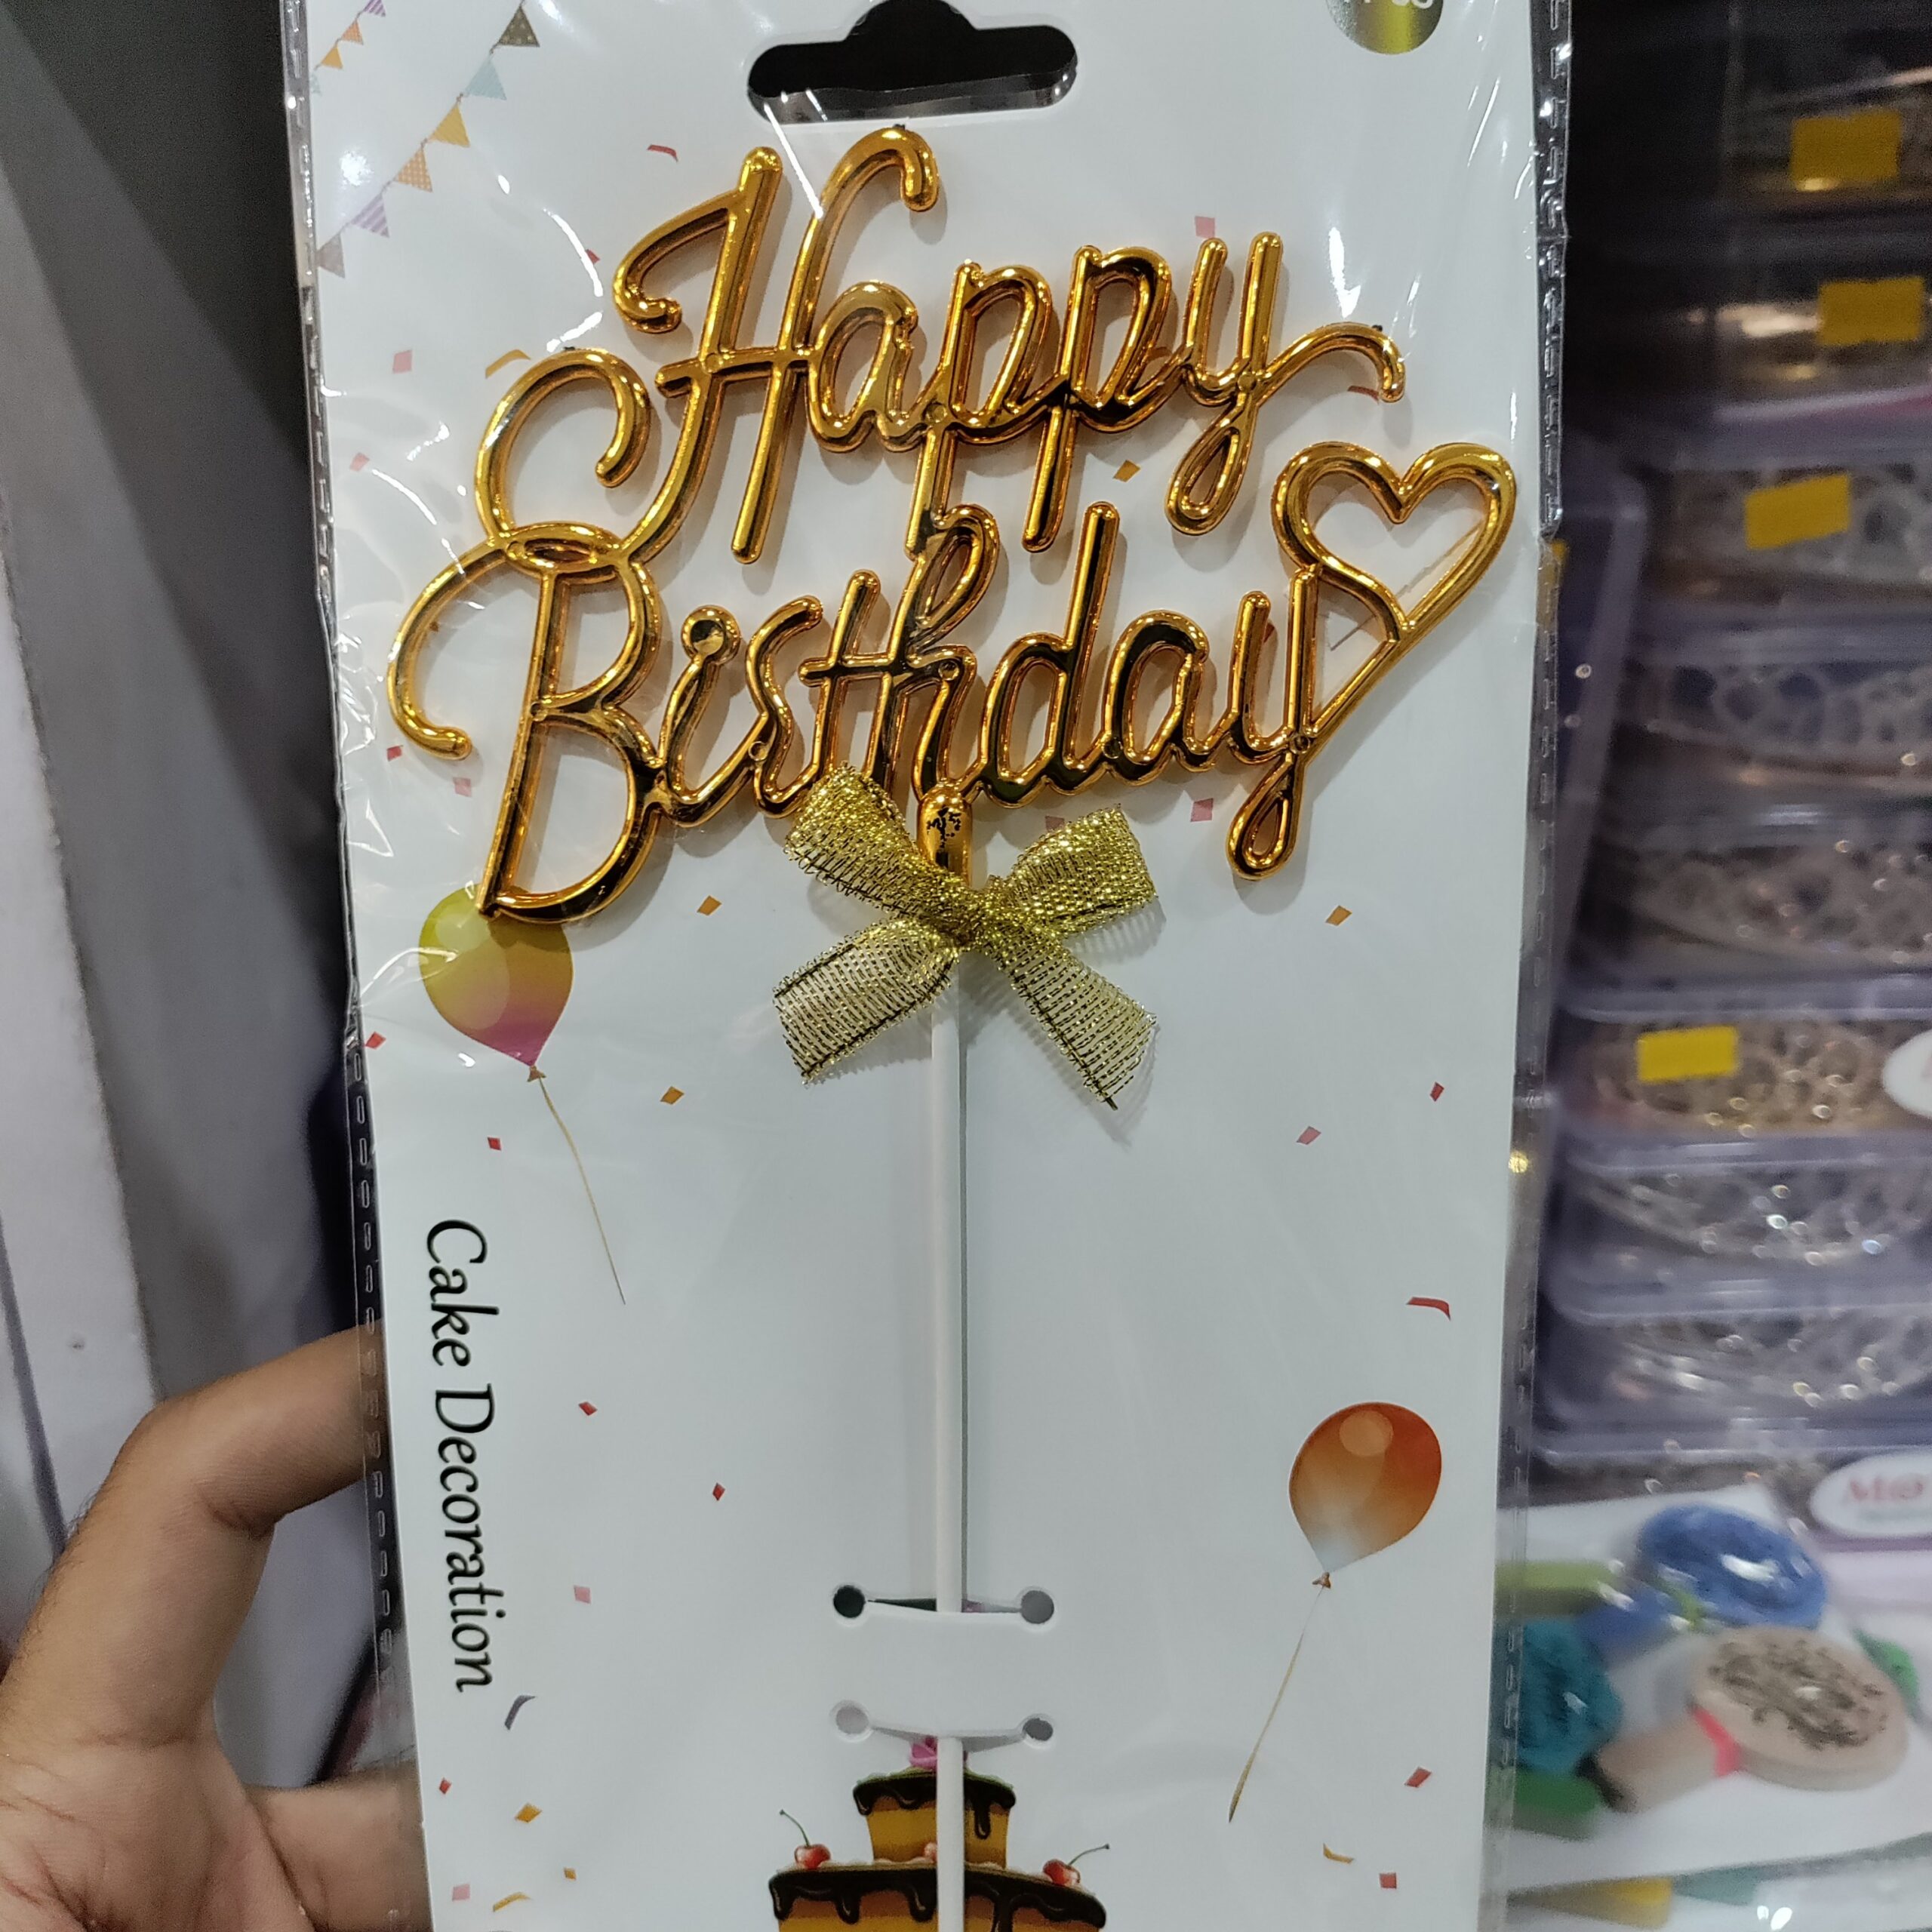 Happy
Birthday
Cake Decoration